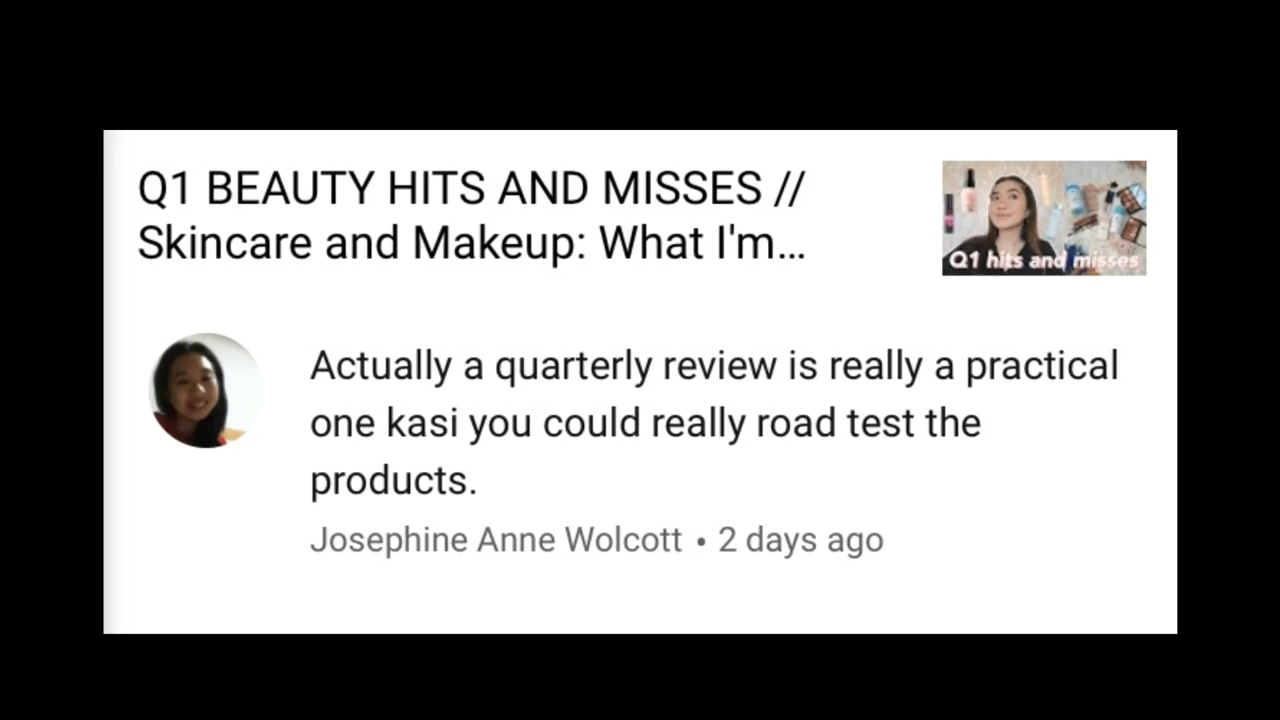 Q1 BEAUTY HITS AND MISSES //
Skincare and Makeup: What I'm…
Q1 hits and misses
Actually a quarterly review is really a practical
one kasi you could really road test the
products.
Josephine Anne Wolcott • 2 days ago